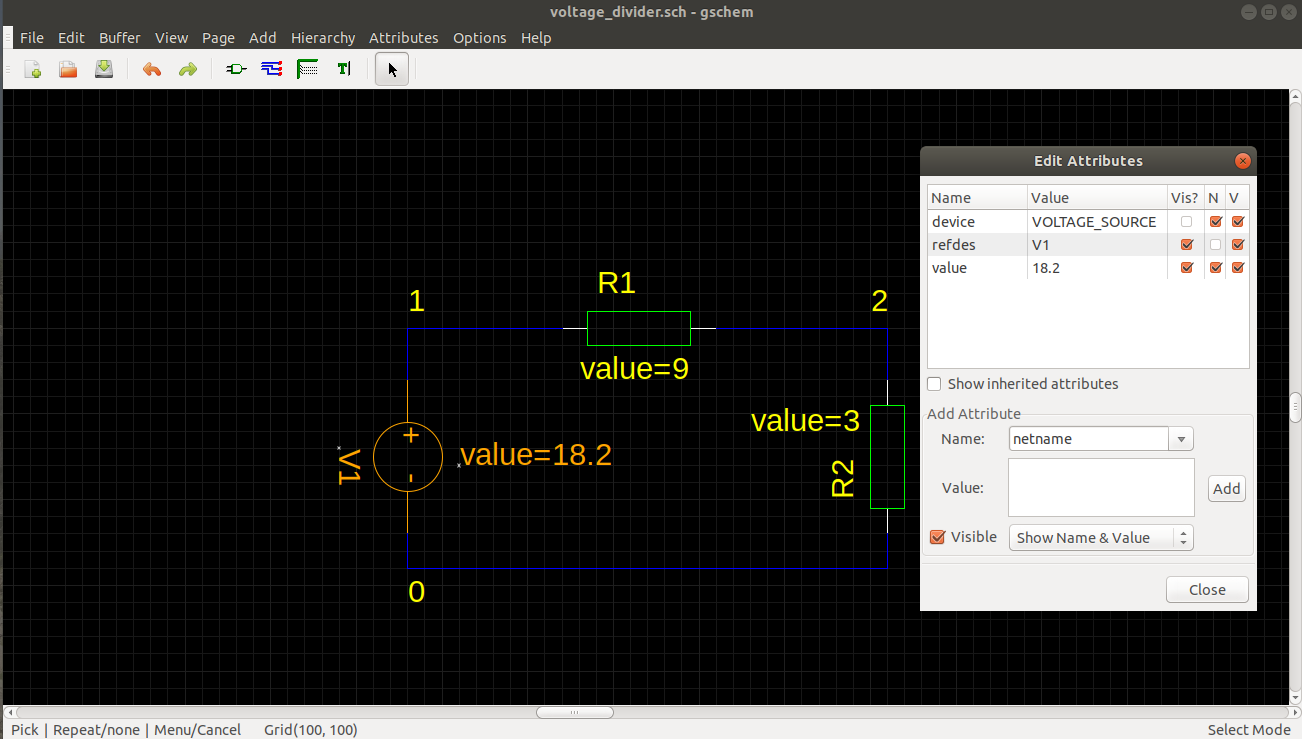 voltage_divider.sch - gschem
File Edit Buffer View Page Add Hierarchy Attributes Options Help
T
Edit Attributes
Name Value Vis? N V
device VOLTAGE_SOURCE
refdes V1
value 18.2
Show inherited attributes
Add Attribute
Name: netname
Value:
Add
Visible Show Name & Value
Close
R1
1
2
value=9
value=3
+
V1
value=18.2
-
R2
0
Pick | Repeat/none | Menu/Cancel Grid(100, 100) Select Mode